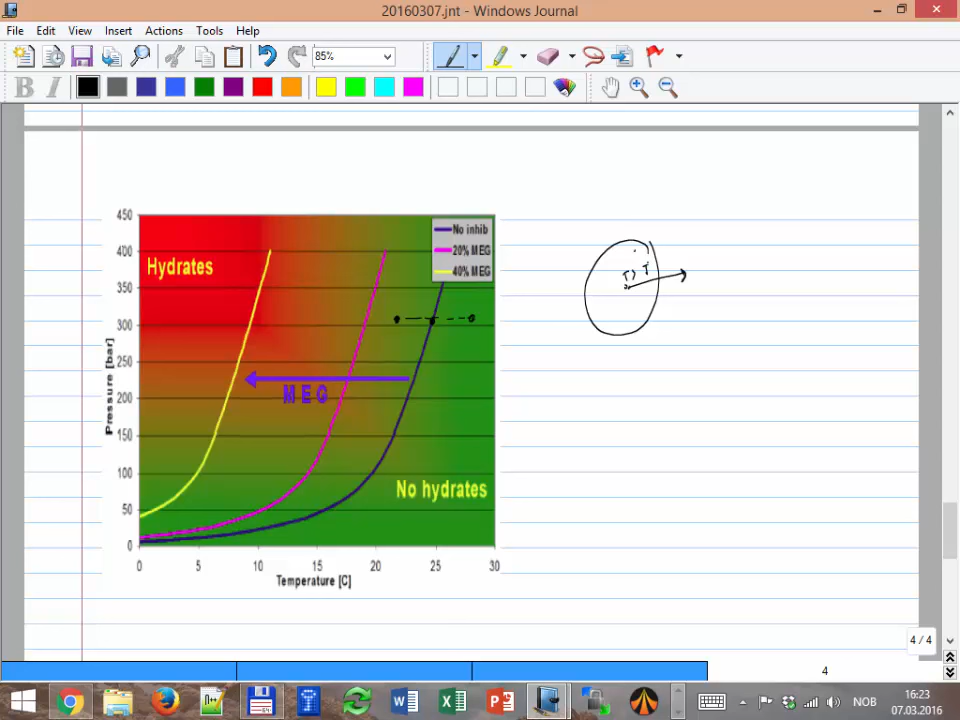 20160307.jnt - Windows Journal
File Edit View Insert Actions Tools Help
85%
B I
450
400
350
300
250
200
150
100
50
0
Pressure [bar]
Hydrates
No inhib
20% MEG
40% MEG
MEG
No hydrates
0 5 10 15 20 25 30
Temperature [C]
4 / 4
4
NOB
16:23
07.03.2016